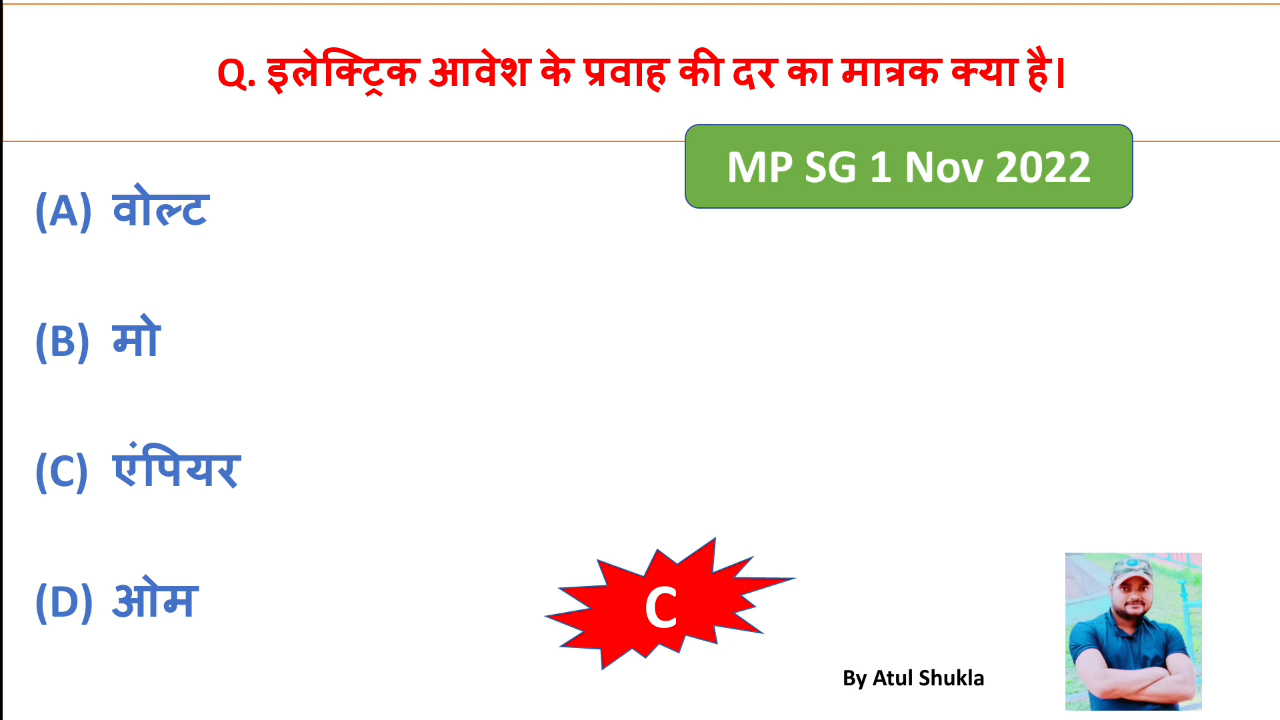 Q. इलेक्ट्रिक आवेश के प्रवाह की दर का मात्रक क्या है।
MP SG 1 Nov 2022
(A) वोल्ट
(B) मो
(C) एंपियर
(D) ओम
C
By Atul Shukla